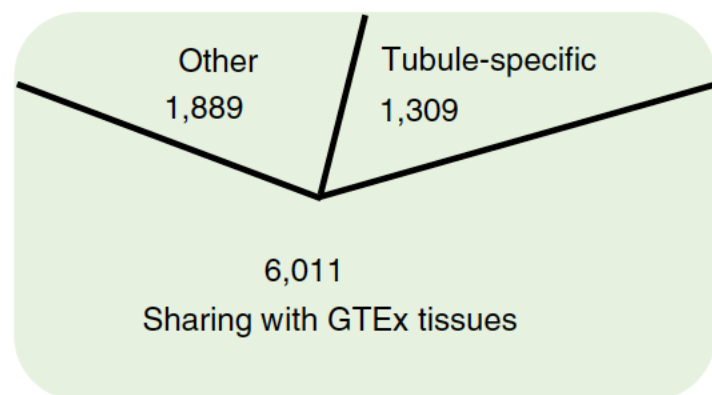 Other
1,889
Tubule-specific
1,309
6,011
Sharing with GTEx tissues